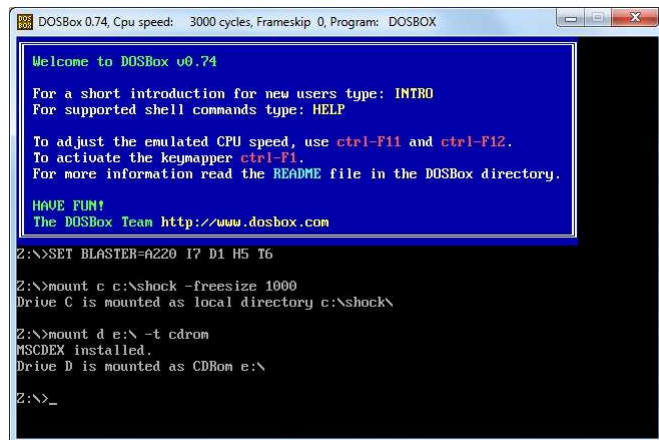 DOSBox 0.74, Cpu speed: 3000 cycles, Frameskip 0, Program: DOSBOX
Welcome to DOSBox v0.74
For a short introduction for new users type: INTRO
For supported shell commands type: HELP
To adjust the emulated CPU speed, use ctrl-F11 and ctrl-F12.
To activate the keymapper ctrl-F1.
For more information read the README file in the DOSBox directory.
HAVE FUN!
The DOSBox Team http://www.dosbox.com
Z:\>SET BLASTER=A220 I7 D1 H5 T6
Z:\>mount c c:\shock -freesize 1000
Drive C is mounted as local directory c:\shock\
Z:\>mount d e:\ -t cdrom
MSCDEX installed.
Drive D is mounted as CDRom e:\
Z:\>_